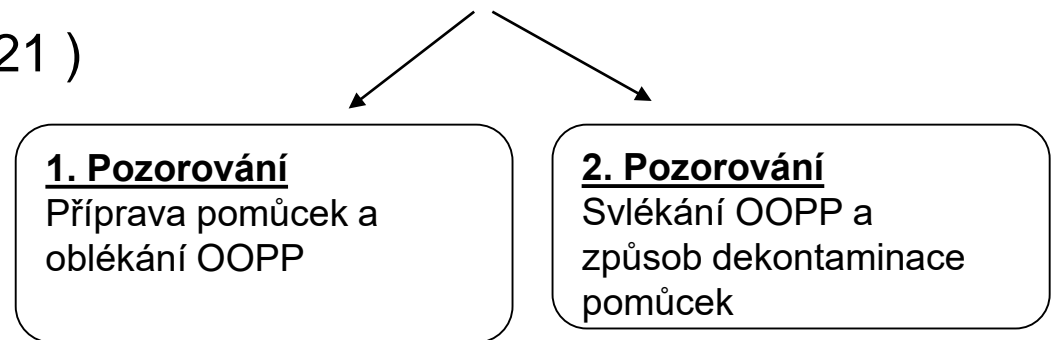 21 )
1. Pozorování
Příprava pomůcek a
oblékání OOPP
2. Pozorování
Svlékání OOPP a
způsob dekontaminace
pomůcek